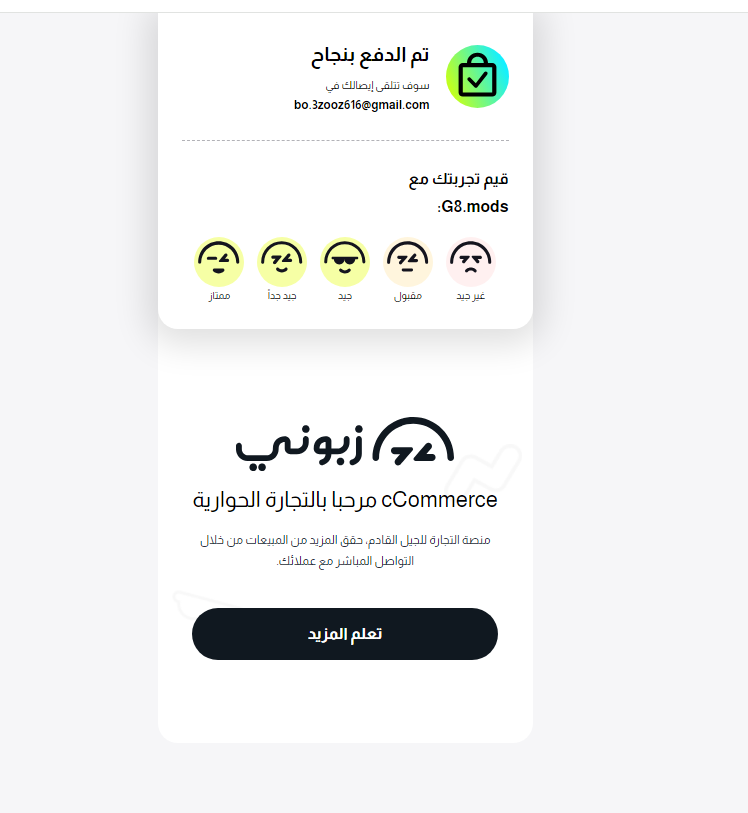 تم الدفع بنجاح
سوف تتلقى إيصالك في
bo.3zooz616@gmail.com
قيم تجربتك مع
G8.mods:
غير جيد
مقبول
جيد
جيد جداً
ممتاز
زبوني
cCommerce مرحبا بالتجارة الحوارية
منصة التجارة للجيل القادم، حقق المزيد من المبيعات من خلال
التواصل المباشر مع عملائك.
تعلم المزيد